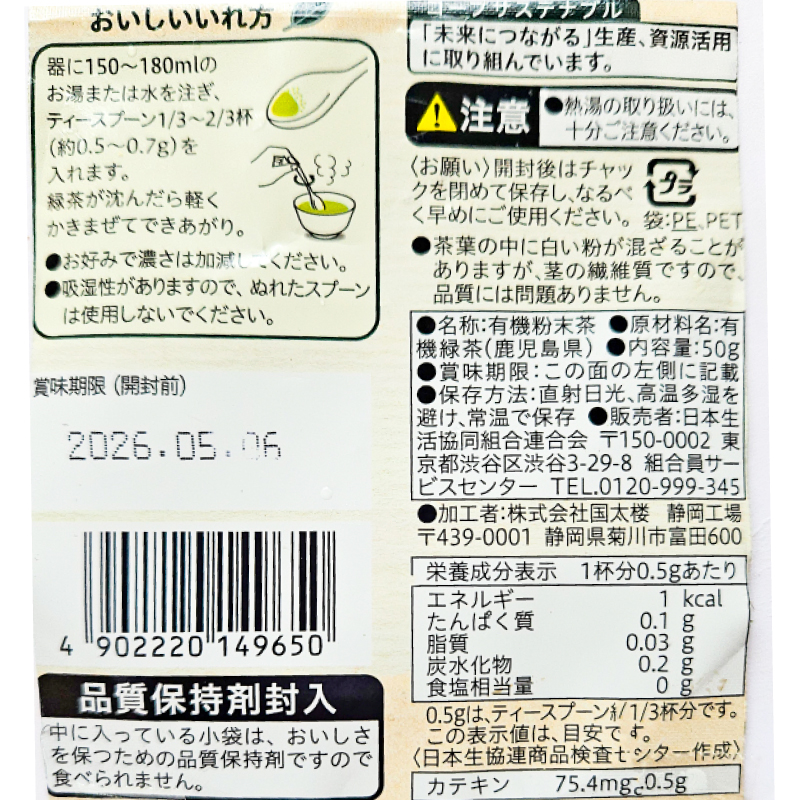 おいしいいれ方
器に150〜180mlの
お湯または水を注ぎ、
ティースプーン1/3〜2/3杯
(約0.5〜0.7g)を
入れます。
緑茶が沈んだら軽く
かきまぜてできあがり。
●お好みで濃さは加減してください。
●吸湿性がありますので、ぬれたスプーン
は使用しないでください。
賞味期限(開封前)
2026.05.06
4 902220 149650
品質保持剤封入
中に入っている小袋は、おいしさ
を保つための品質保持剤ですので
食べられません。
コープサステナブル
「未来につながる」生産、資源活用
に取り組んでいます。
注意
●熱湯の取り扱いには、
十分ご注意ください。
〈お願い〉開封後はチャッ
クを閉めて保存し、なるべ
く早めにご使用ください。
プラ
袋:PE、PET
●茶葉の中に白い粉が混ざることが
ありますが、茎の繊維質ですので、
品質には問題ありません。
●名称:有機粉末茶 ●原材料名:有
機緑茶(鹿児島県) ●内容量:50g
●賞味期限:この面の左側に記載
●保存方法:直射日光、高温多湿を
避け、常温で保存 ●販売者:日本生
活協同組合連合会 〒150-0002 東
京都渋谷区渋谷3-29-8 組合員サー
ビスセンター TEL.0120-999-345
●加工者:株式会社国太楼 静岡工場
〒439-0001 静岡県菊川市富田600
栄養成分表示 1杯分0.5gあたり
エネルギー 1 kcal
たんぱく質 0.1 g
脂質 0.03 g
炭水化物 0.2 g
食塩相当量 0 g
0.5gは、ティースプーン約1/3杯分です。
この表示値は、目安です。
〈日本生協連商品検査センター作成〉
カテキン 75.4mg 0.5g